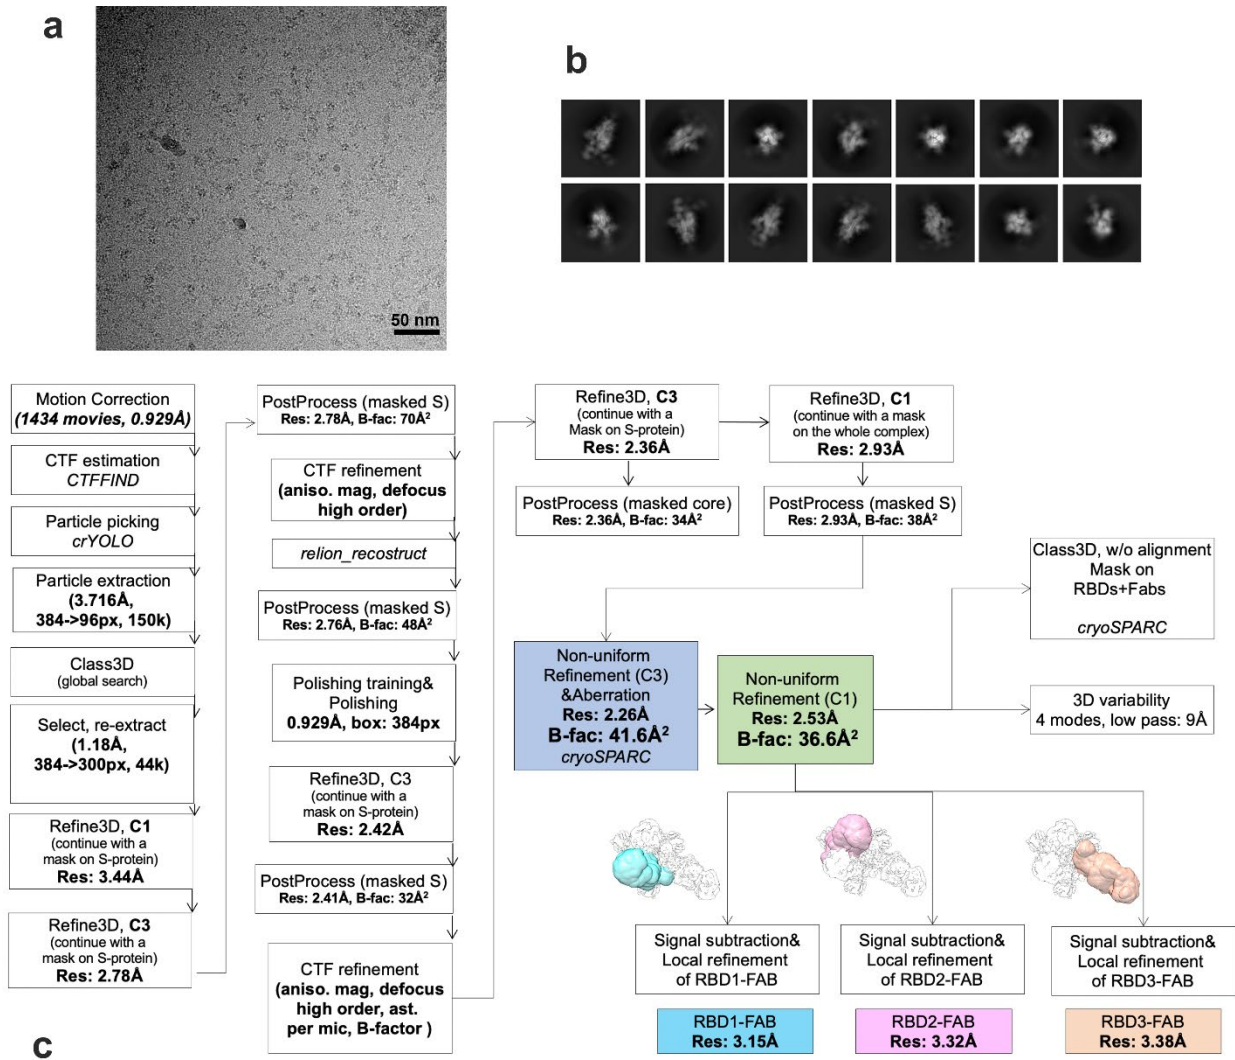 a
b
50 nm
Motion Correction
(1434 movies, 0.929Å)
CTF estimation
CTFFIND
Particle picking
crYOLO
Particle extraction
(3.716Å,
384->96px, 150k)
Class3D
(global search)
Select, re-extract
(1.18Å,
384->300px, 44k)
Refine3D, C1
(continue with a
mask on S-protein)
Res: 3.44Å
Refine3D, C3
(continue with a
mask on S-protein)
Res: 2.78Å
PostProcess (masked S)
Res: 2.78Å, B-fac: 70Å²
CTF refinement
(aniso. mag, defocus
high order)
relion_recostruct
PostProcess (masked S)
Res: 2.76Å, B-fac: 48Å²
Polishing training&
Polishing
0.929Å, box: 384px
Refine3D, C3
(continue with a
mask on S-protein)
Res: 2.42Å
PostProcess (masked S)
Res: 2.41Å, B-fac: 32Å²
CTF refinement
(aniso. mag, defocus
high order, ast.
per mic, B-factor )
Refine3D, C3
(continue with a
Mask on S-protein)
Res: 2.36Å
PostProcess (masked core)
Res: 2.36Å, B-fac: 34Å²
Refine3D, C1
(continue with a mask
on the whole complex)
Res: 2.93Å
PostProcess (masked S)
Res: 2.93Å, B-fac: 38Å²
Non-uniform
Refinement (C3)
&Aberration
Res: 2.26Å
B-fac: 41.6Å²
cryoSPARC
Non-uniform
Refinement (C1)
Res: 2.53Å
B-fac: 36.6Å²
Class3D, w/o alignment
Mask on
RBDs+Fabs
cryoSPARC
3D variability
4 modes, low pass: 9Å
Signal subtraction&
Local refinement
of RBD1-FAB
RBD1-FAB
Res: 3.15Å
Signal subtraction&
Local refinement
of RBD2-FAB
RBD2-FAB
Res: 3.32Å
Signal subtraction&
Local refinement
of RBD3-FAB
RBD3-FAB
Res: 3.38Å
c